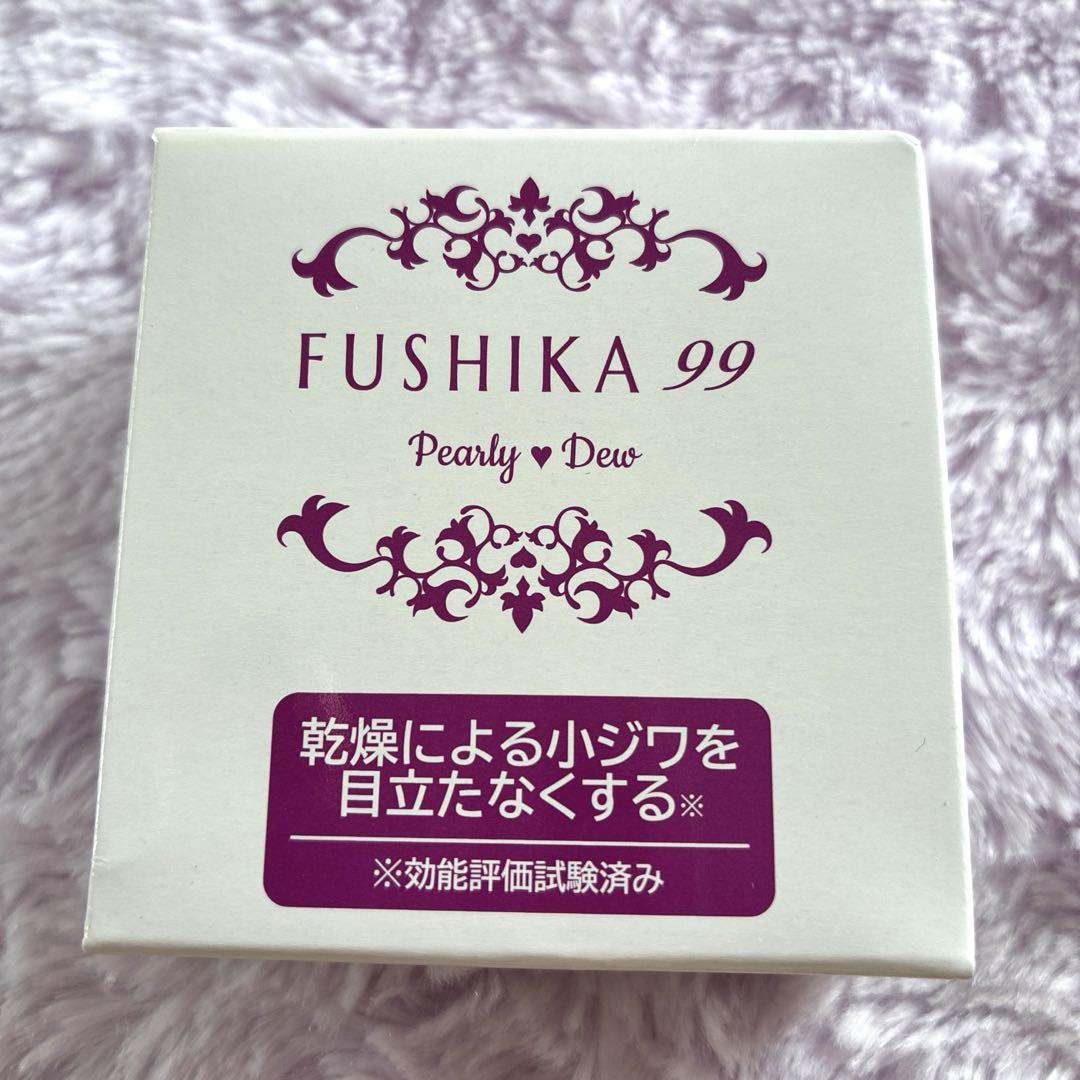 FUSHIKA 99
Pearly ♥ Dew
乾燥による小ジワを
目立たなくする※
※効能評価試験済み